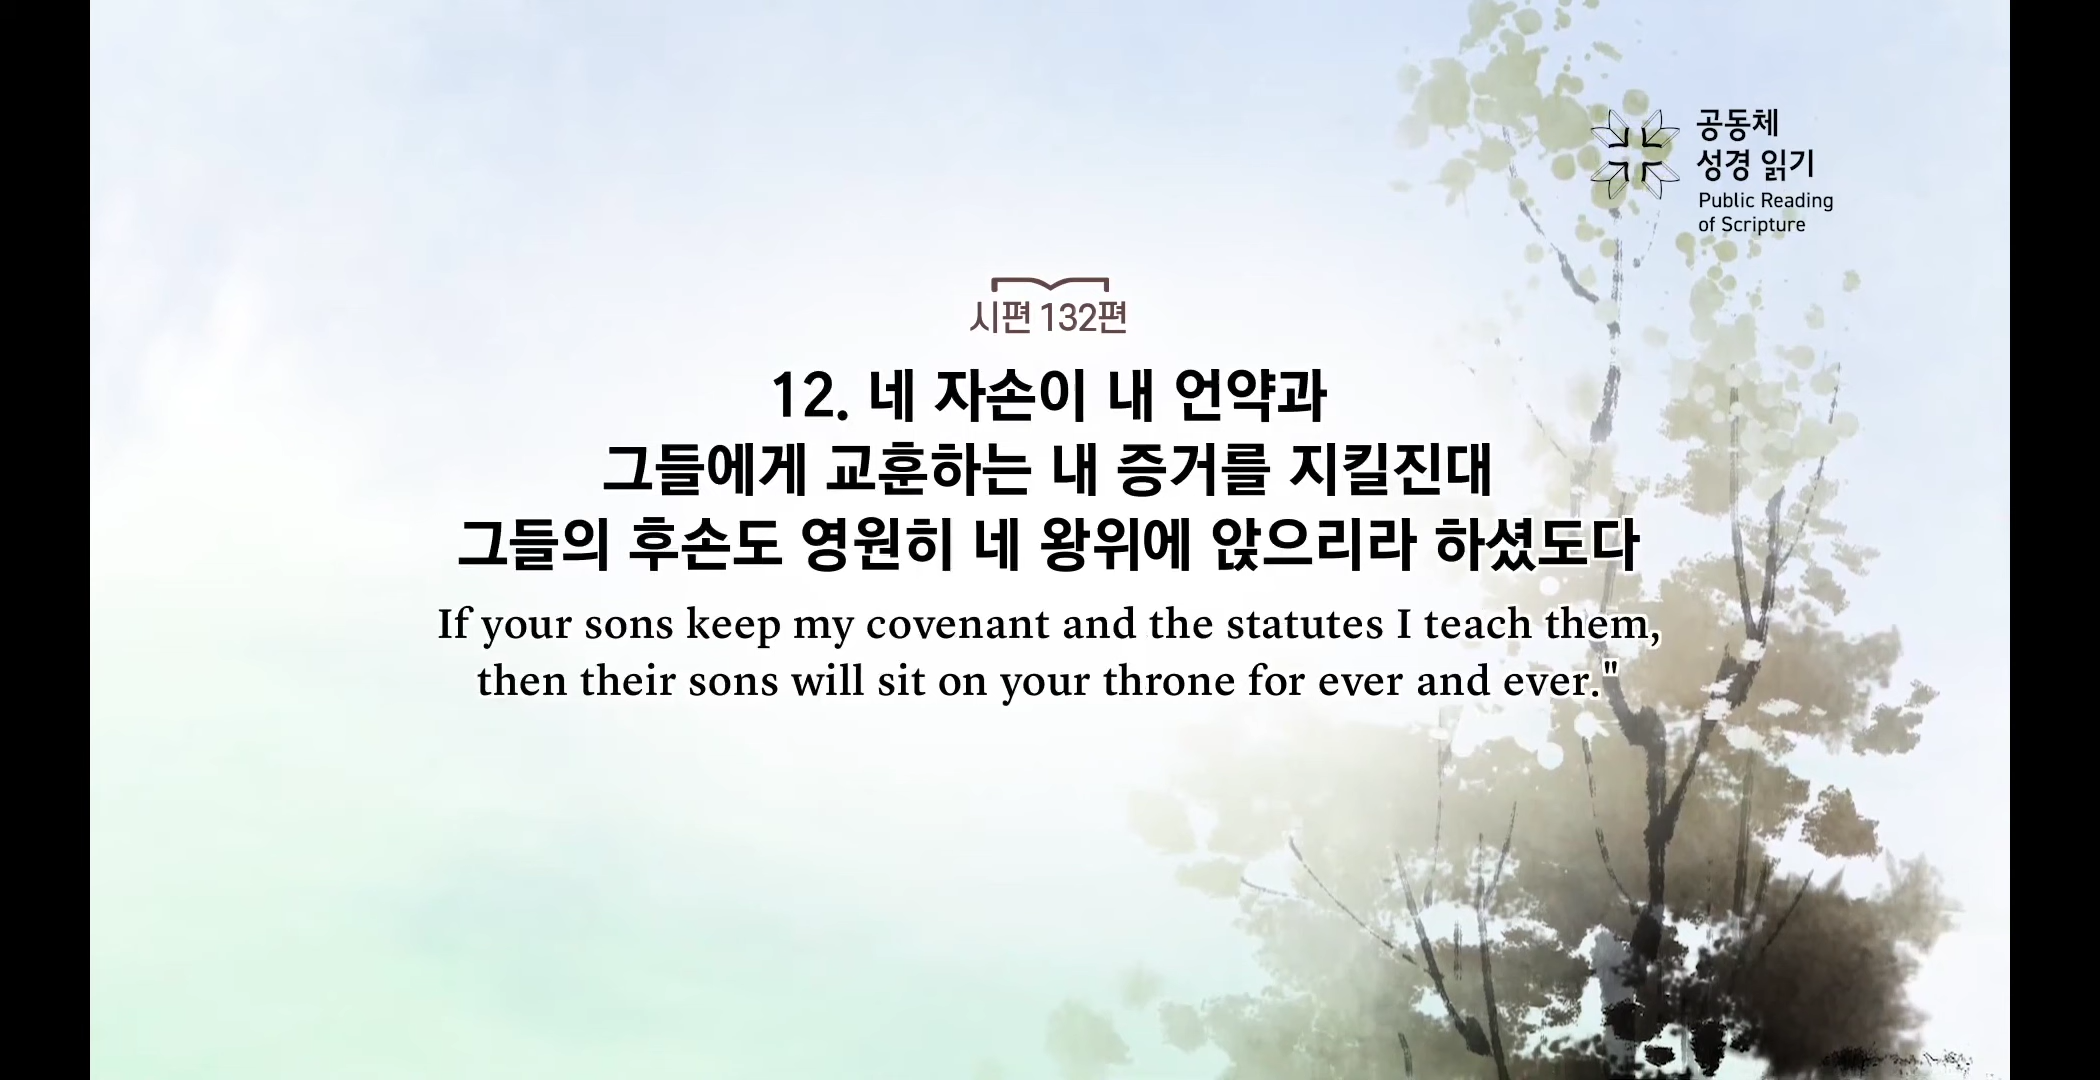 공동체
성경 읽기
Public Reading
of Scripture
시편 132편
12. 네 자손이 내 언약과
그들에게 교훈하는 내 증거를 지킬진대
그들의 후손도 영원히 네 왕위에 앉으리라 하셨도다
If your sons keep my covenant and the statutes I teach them,
then their sons will sit on your throne for ever and ever."